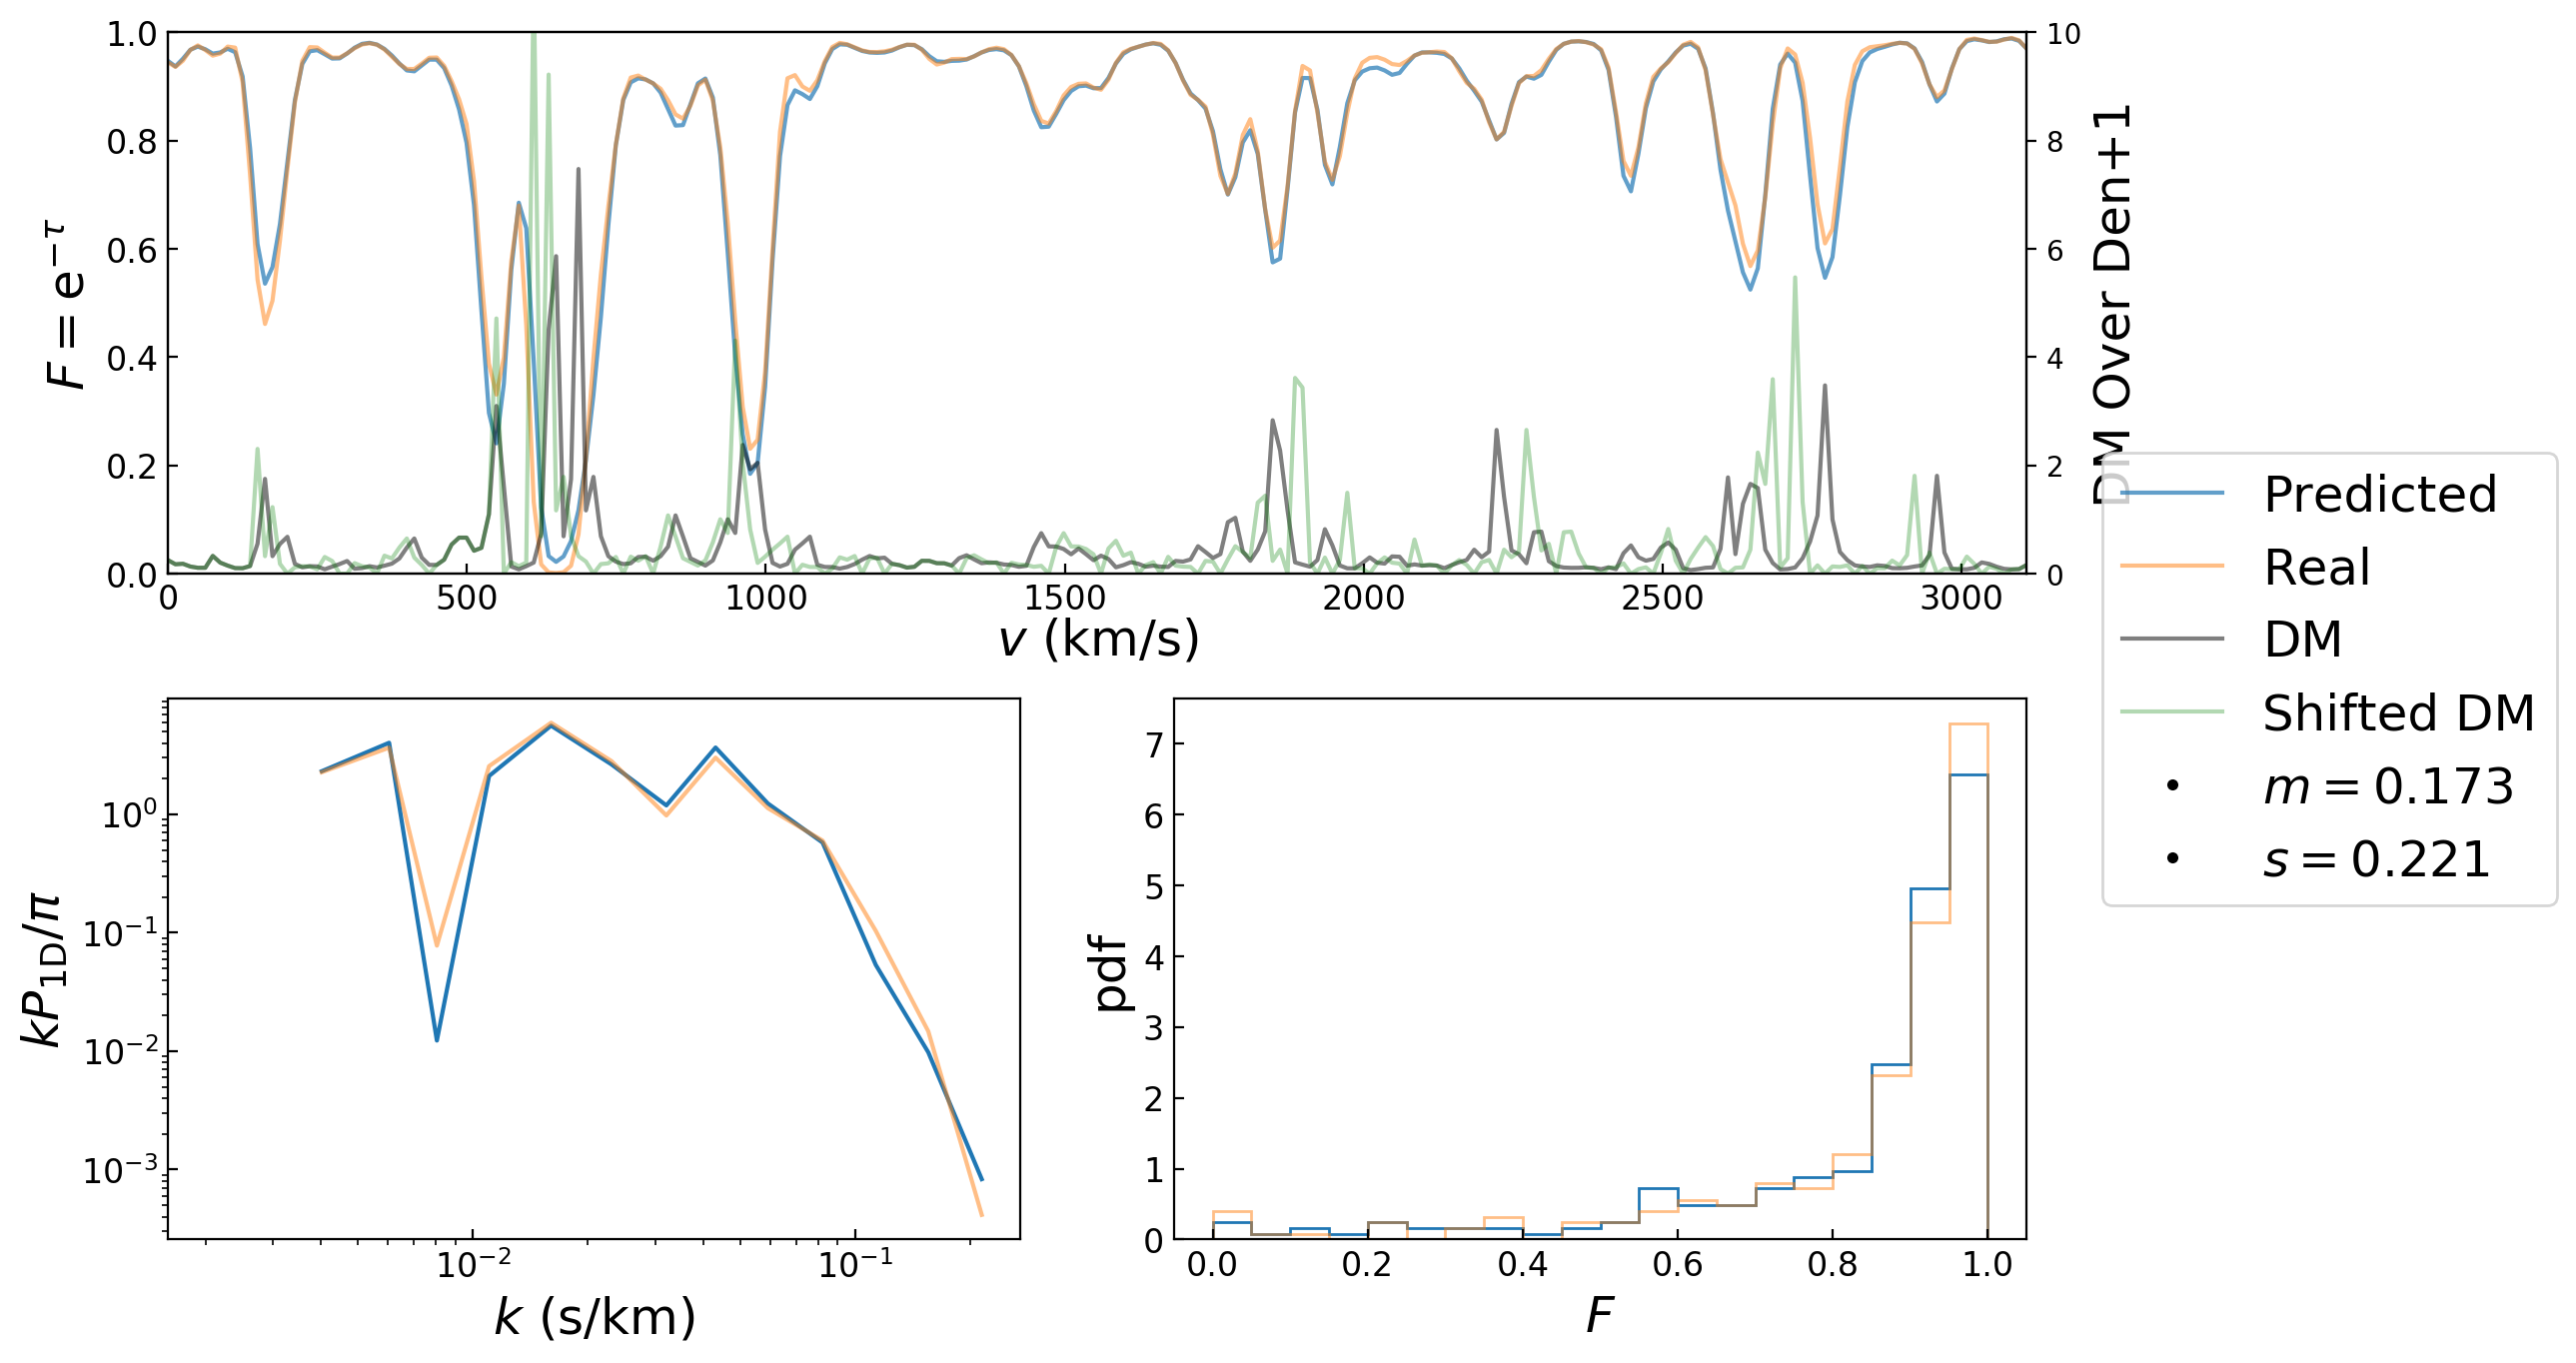 1.0
0.8
0.6
0.4
0.2
0.0
F = e^{−τ}
10
8
6
4
2
0
DM Over Den+1
0 500 1000 1500 2000 2500 3000
v (km/s)
Predicted
Real
DM
Shifted DM
m = 0.173
s = 0.221
10^0
10^{−1}
10^{−2}
10^{−3}
kP_{1D}/π
10^{−2} 10^{−1}
k (s/km)
7
6
5
4
3
2
1
0
pdf
0.0 0.2 0.4 0.6 0.8 1.0
F